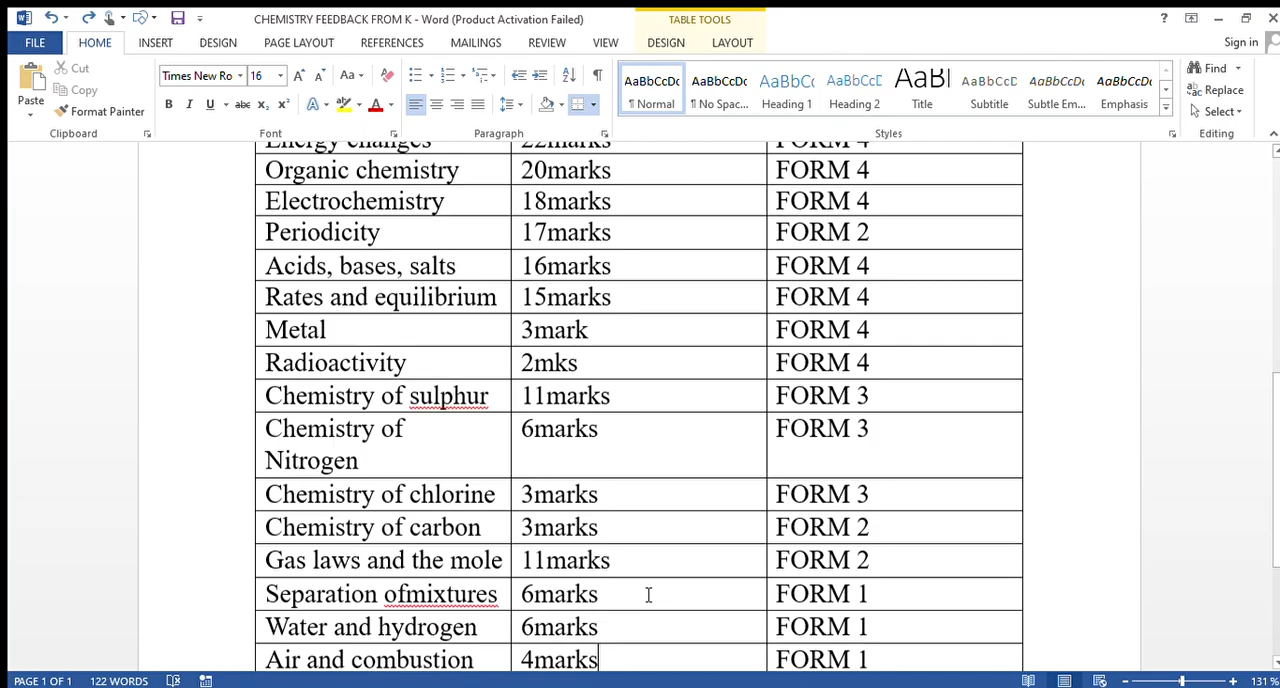 CHEMISTRY FEEDBACK FROM K - Word (Product Activation Failed)
TABLE TOOLS
FILE HOME INSERT DESIGN PAGE LAYOUT REFERENCES MAILINGS REVIEW VIEW DESIGN LAYOUT
Sign in
Paste
Cut
Copy
Format Painter
Clipboard
Times New Ro 16
Font
Paragraph
AaBbCcDc AaBbCcDc AaBbCc AaBbCcC AaBl AaBbCcD AaBbCcDc AaBbCcDc
¶ Normal ¶ No Spac... Heading 1 Heading 2 Title Subtitle Subtle Em... Emphasis
Styles
Find
Replace
Select
Editing
Energy changes 22marks FORM 4
Organic chemistry 20marks FORM 4
Electrochemistry 18marks FORM 4
Periodicity 17marks FORM 2
Acids, bases, salts 16marks FORM 4
Rates and equilibrium 15marks FORM 4
Metal 3mark FORM 4
Radioactivity 2mks FORM 4
Chemistry of sulphur 11marks FORM 3
Chemistry of 6marks FORM 3
Nitrogen
Chemistry of chlorine 3marks FORM 3
Chemistry of carbon 3marks FORM 2
Gas laws and the mole 11marks FORM 2
Separation ofmixtures 6marks FORM 1
Water and hydrogen 6marks FORM 1
Air and combustion 4marks FORM 1
PAGE 1 OF 1 122 WORDS 131%